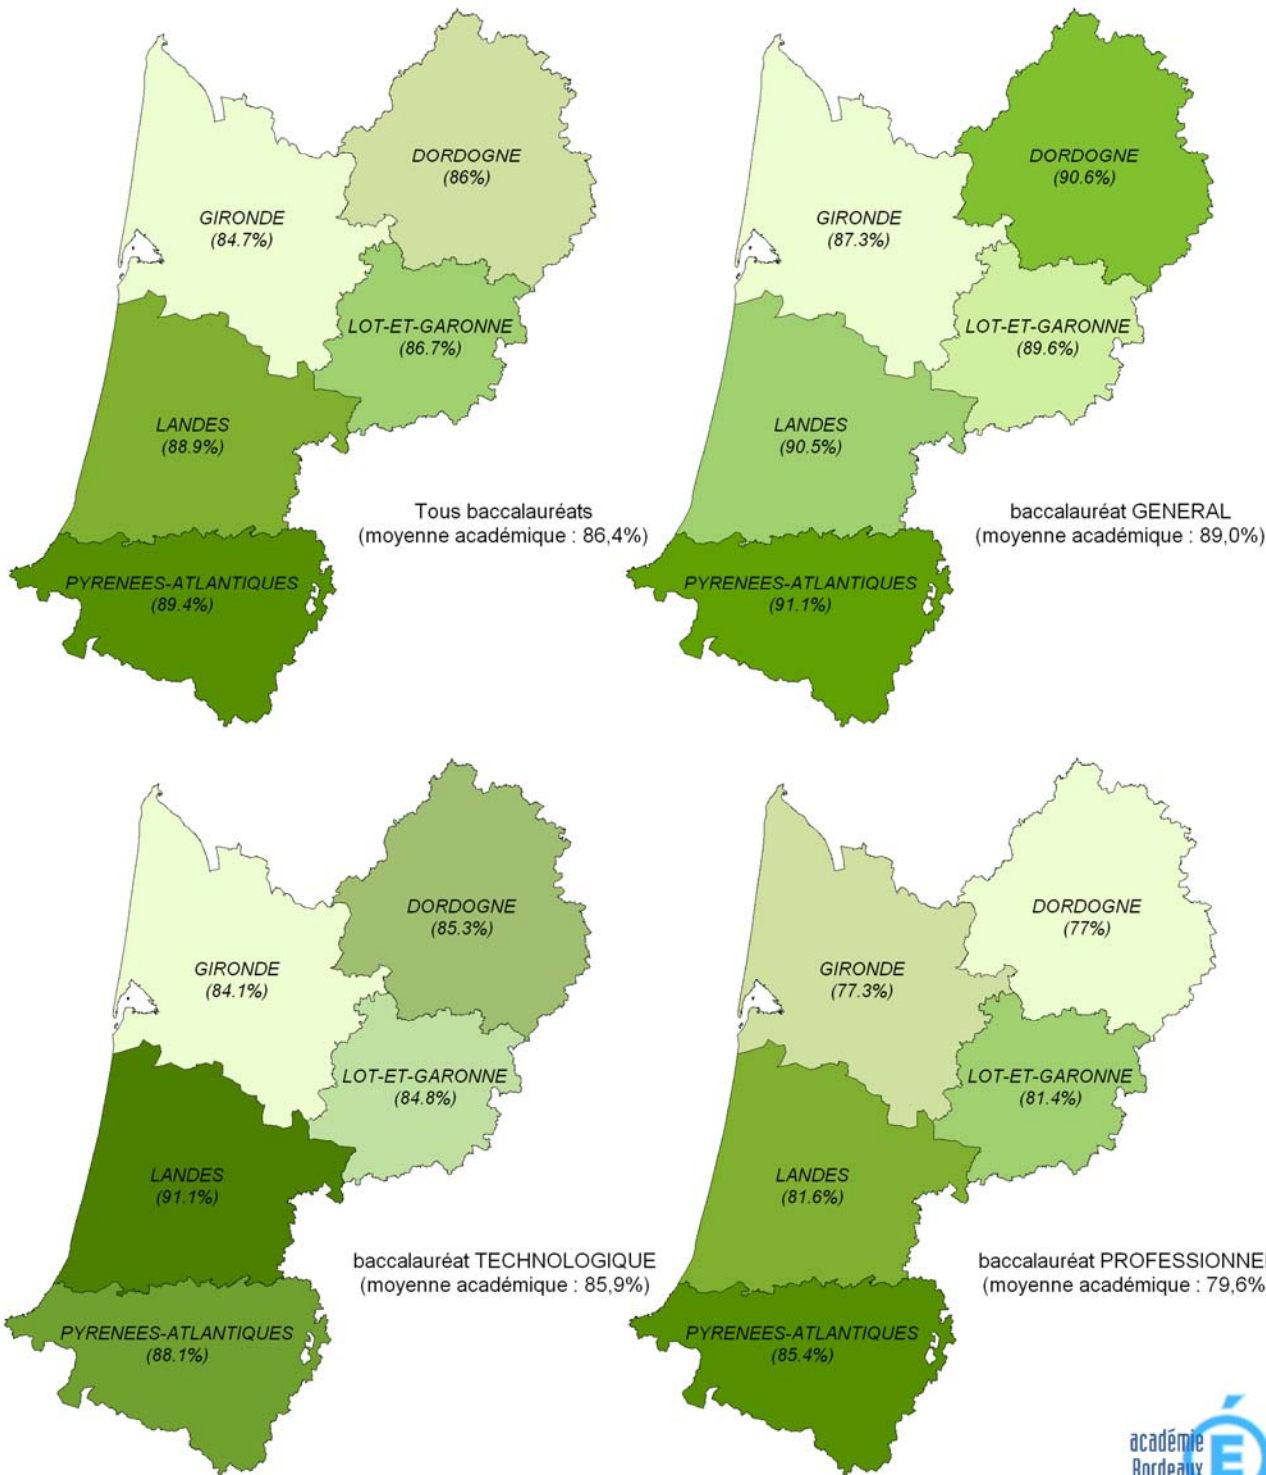 DORDOGNE
(86%)
GIRONDE
(84.7%)
LOT-ET-GARONNE
(86.7%)
LANDES
(88.9%)
Tous baccalauréats
(moyenne académique : 86,4%)
PYRENEES-ATLANTIQUES
(89.4%)
DORDOGNE
(90.6%)
GIRONDE
(87.3%)
LOT-ET-GARONNE
(89.6%)
LANDES
(90.5%)
baccalauréat GENERAL
(moyenne académique : 89,0%)
PYRENEES-ATLANTIQUES
(91.1%)
DORDOGNE
(85.3%)
GIRONDE
(84.1%)
LOT-ET-GARONNE
(84.8%)
LANDES
(91.1%)
baccalauréat TECHNOLOGIQUE
(moyenne académique : 85,9%)
PYRENEES-ATLANTIQUES
(88.1%)
DORDOGNE
(77%)
GIRONDE
(77.3%)
LOT-ET-GARONNE
(81.4%)
LANDES
(81.6%)
baccalauréat PROFESSIONNE
(moyenne académique : 79,6%
PYRENEES-ATLANTIQUES
(85.4%)
académie
Bordeaux
É